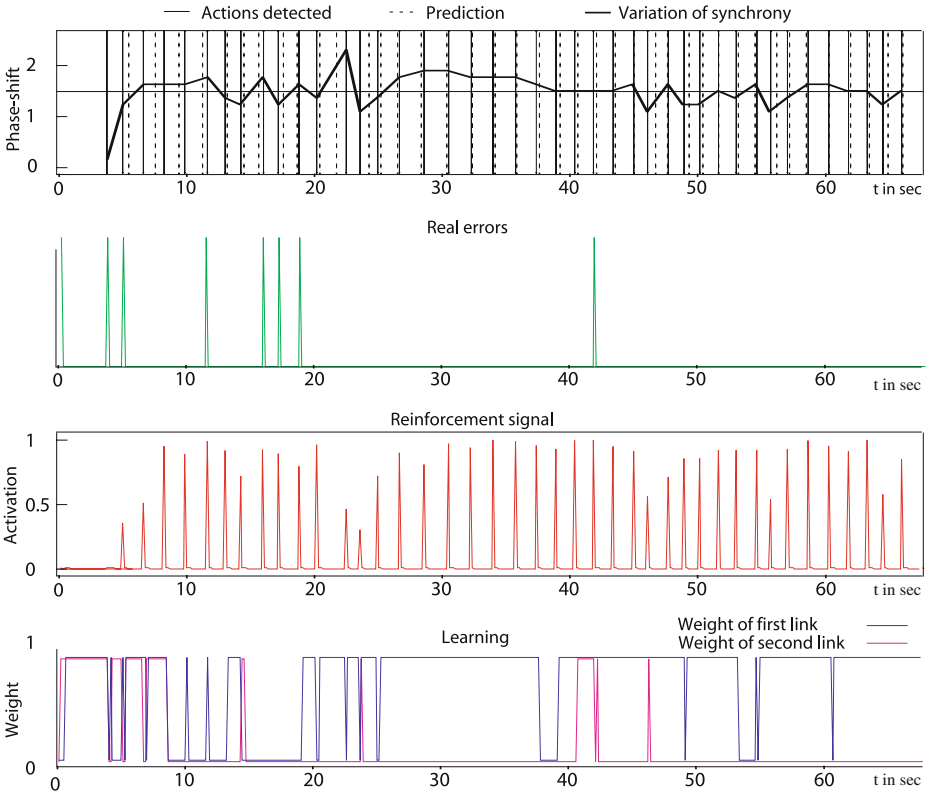 Actions detected Prediction Variation of synchrony
Phase-shift
2
1
0
0 10 20 30 40 50 60 t in sec
Real errors
0 10 20 30 40 50 60 t in sec
Reinforcement signal
Activation
1
0.5
0
0 10 20 30 40 50 60 t in sec
Learning
Weight of first link
Weight of second link
Weight
1
0
0 10 20 30 40 50 60 t in sec